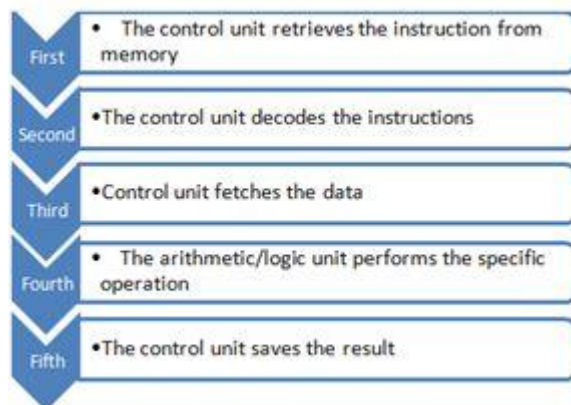 First
• The control unit retrieves the instruction from
memory
Second
•The control unit decodes the instructions
Third
•Control unit fetches the data
Fourth
• The arithmetic/logic unit performs the specific
operation
Fifth
•The control unit saves the result